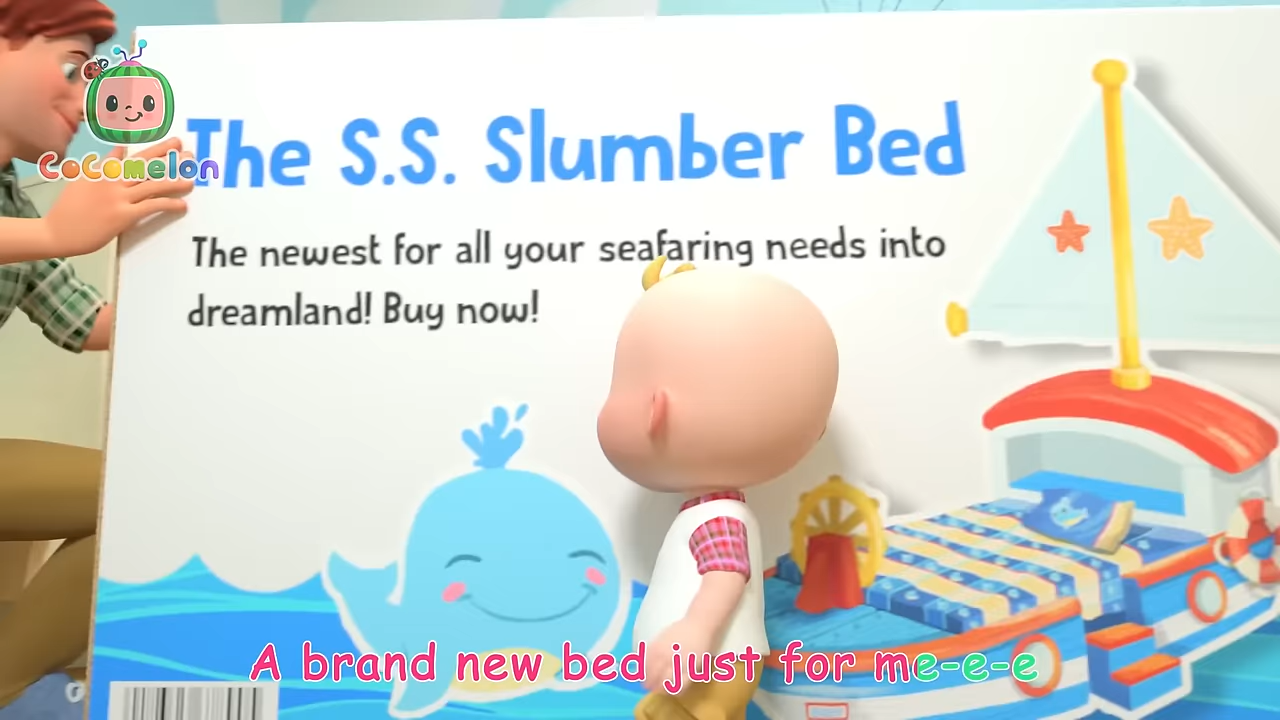 CoComelon
The S.S. Slumber Bed
The newest for all your seafaring needs into
dreamland! Buy now!
A brand new bed just for me-e-e